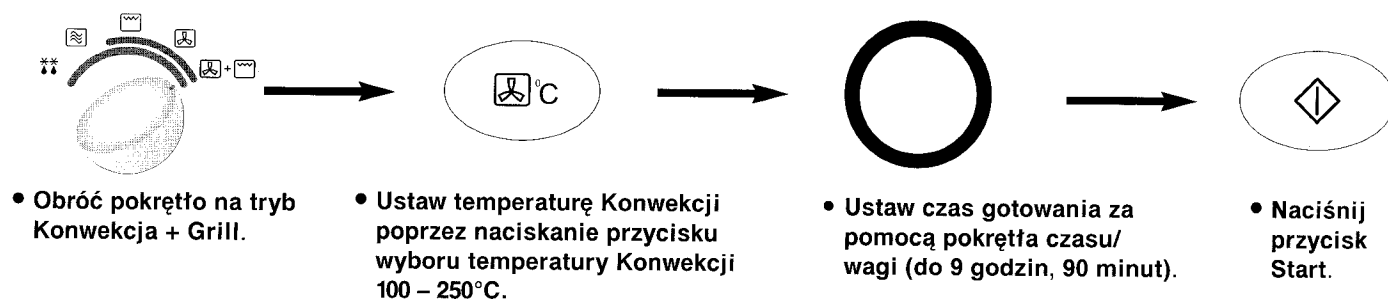 °C
• Obróć pokrętło na tryb
Konwekcja + Grill.
• Ustaw temperaturę Konwekcji
poprzez naciskanie przycisku
wyboru temperatury Konwekcji
100 – 250°C.
• Ustaw czas gotowania za
pomocą pokrętła czasu/
wagi (do 9 godzin, 90 minut).
• Naciśnij
przycisk
Start.